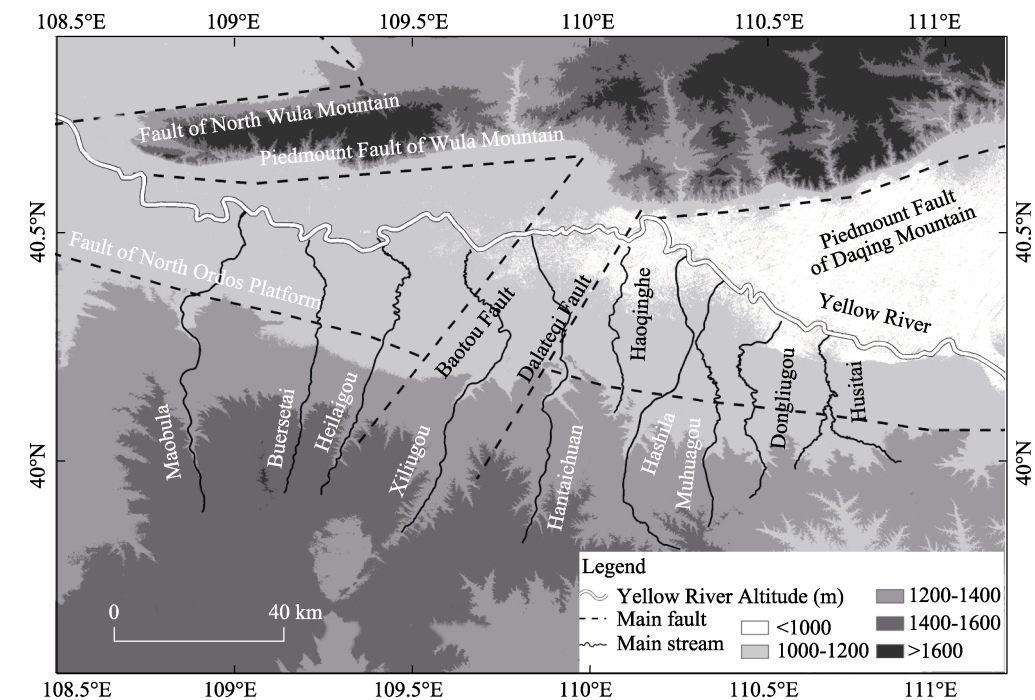 108.5°E 109°E 109.5°E 110°E 110.5°E 111°E
Fault of North Wula Mountain
Piedmount Fault of Wula Mountain
40.5°N
40.5°N
Piedmount Fault
of Daqing Mountain
Fault of North Ordos Platform
Yellow River
Baotou Fault
Dalateqi Fault
Haoqinghe
Maobula
Buersetai
Heilaigou
Xiliugou
Hantaichuan
Hashila
Muhuagou
Dongliugou
Husitai
40°N
40°N
0 40 km
Legend
Yellow River
Main fault
Main stream
Altitude (m)
<1000
1000-1200
1200-1400
1400-1600
>1600
108.5°E 109°E 109.5°E 110°E 110.5°E 111°E